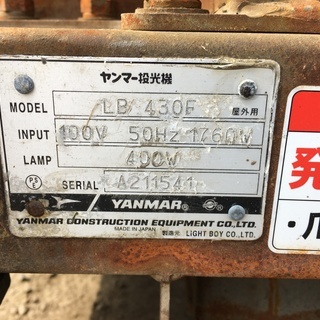 ヤンマー投光機
MODEL LB 430F 屋外用
INPUT 100V 50Hz 1760W
LAMP 400W
PS E SERIAL A211541
YANMAR
YANMAR CONSTRUCTION EQUIPMENT CO.,LTD.
MADE IN JAPAN 製造元 LIGHT BOY CO.,LTD.
発
・爪